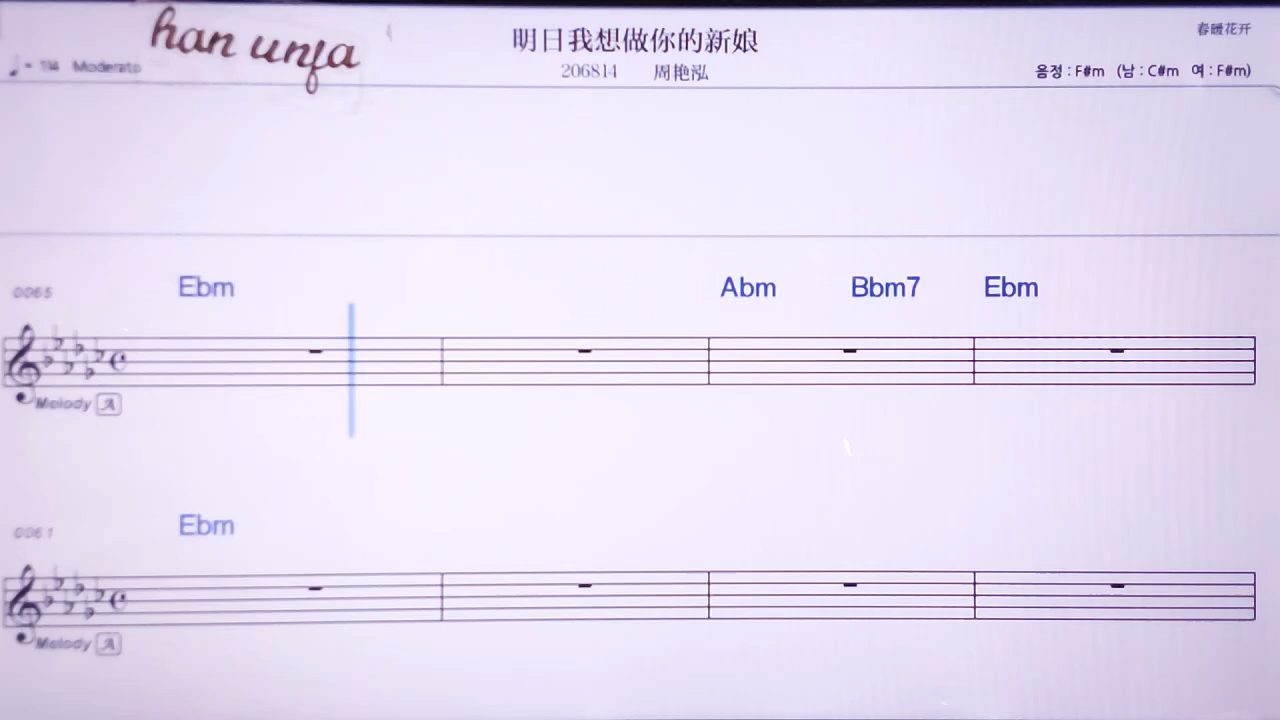 han unfa
明日我想做你的新娘
春暖花开
Moderato
206814 周艳泓
음정 : F#m (남 : C#m 여 : F#m)
0065 Ebm Abm Bbm7 Ebm
Melody A
0061 Ebm
Melody A